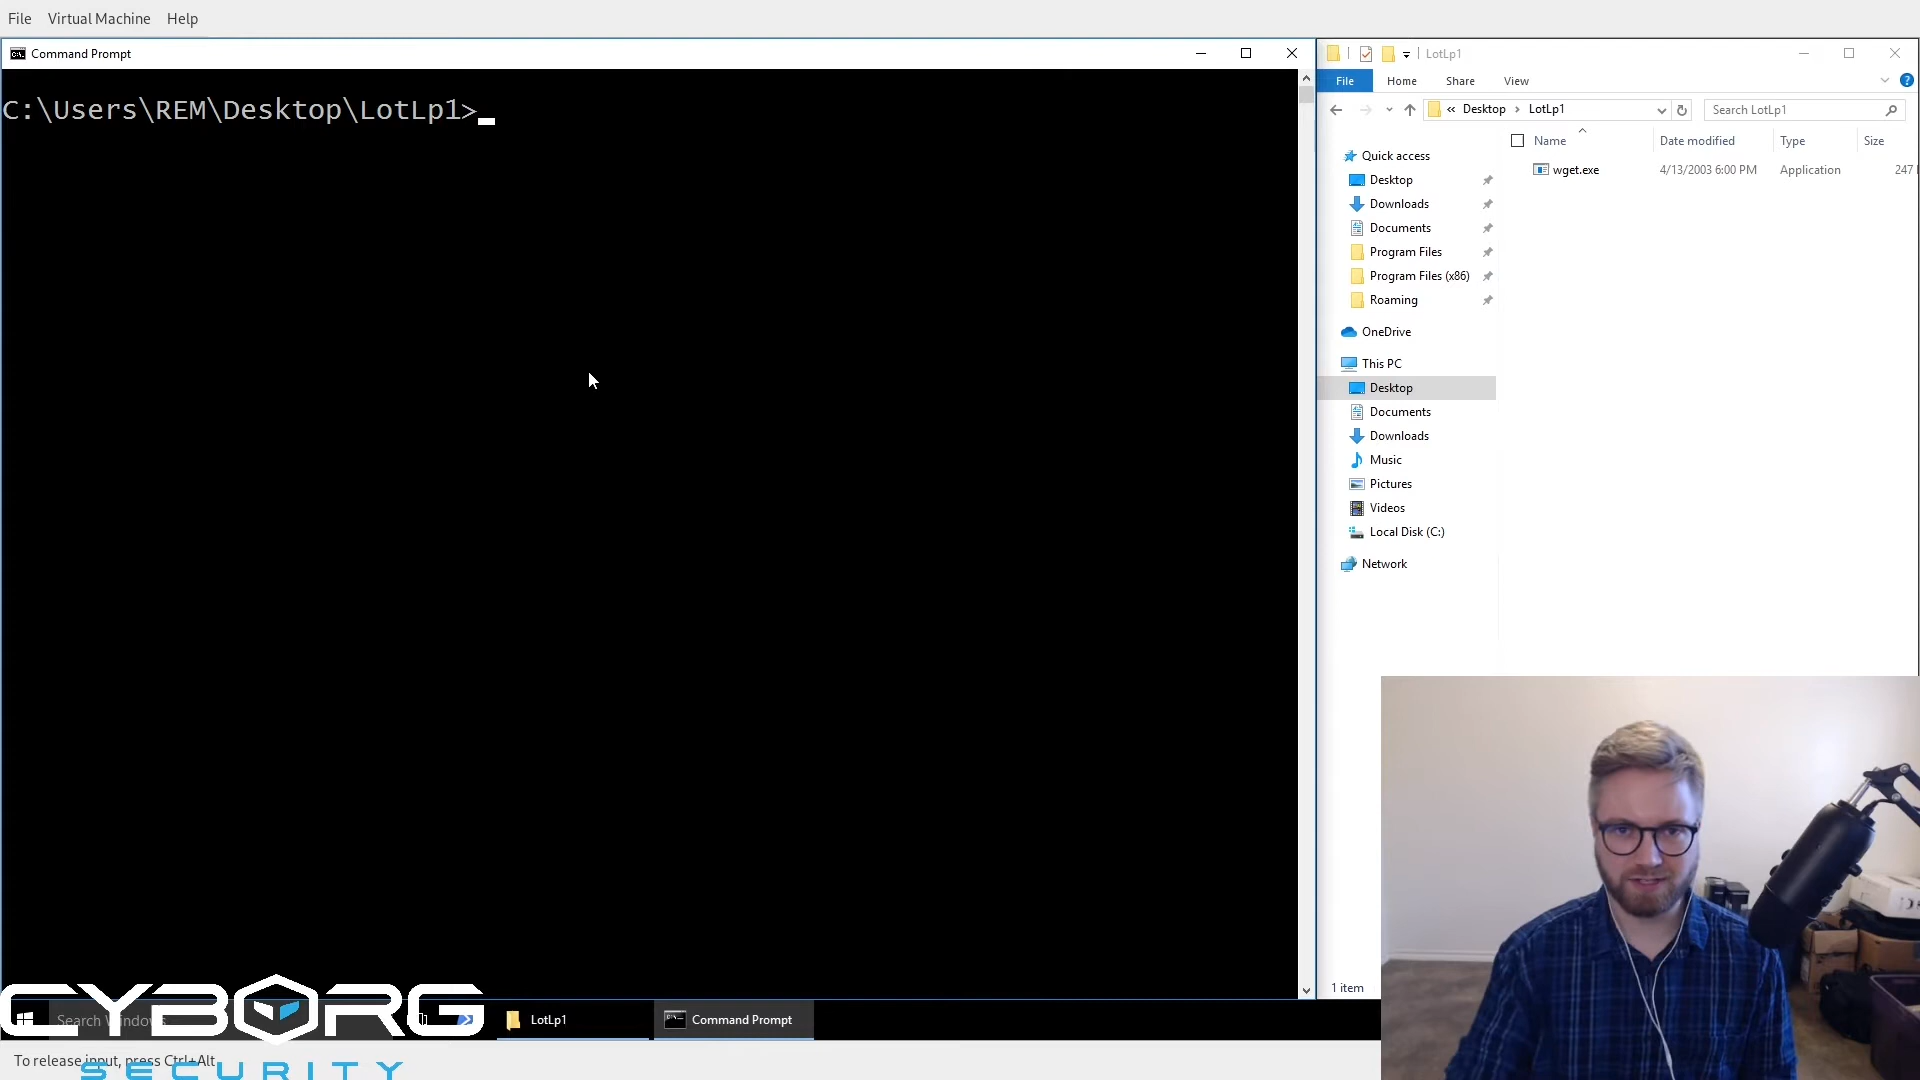 File Virtual Machine Help
Command Prompt
C:\Users\REM\Desktop\LotLp1>
LotLp1
File Home Share View
« Desktop › LotLp1
Search LotLp1
Name Date modified Type Size
wget.exe 4/13/2003 6:00 PM Application 247
Quick access
Desktop
Downloads
Documents
Program Files
Program Files (x86)
Roaming
OneDrive
This PC
Desktop
Documents
Downloads
Music
Pictures
Videos
Local Disk (C:)
Network
1 item
Search Windows
LotLp1
Command Prompt
CYBORG
SECURITY
To release input, press Ctrl+Alt